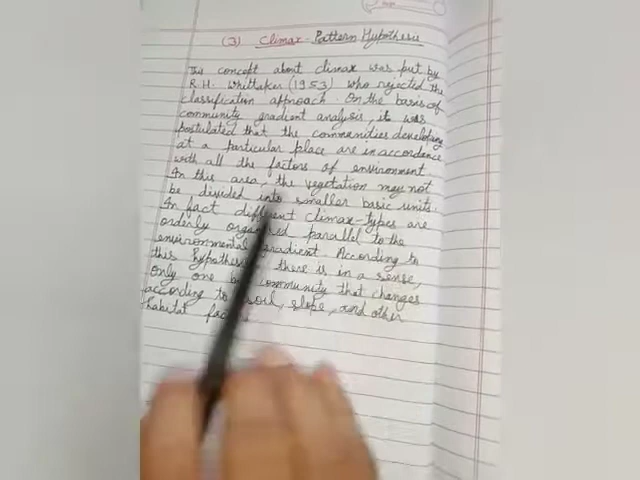 (3) Climax-Pattern Hypothesis
This concept about climax was put by
R.H. Whittaker (1953) who rejected the
classification approach. On the basis of
community gradient analysis, it was
postulated that the communities developing
at a particular place are in accordance
with all the factors of environment
In this area, the vegetation may not
be divided into smaller basic units.
In fact different climax-types are
orderly organised parallel to the
environmental gradient. According to
this hypothesis there is in a sense,
only one community that changes
according to soil, slope, and other
habitat